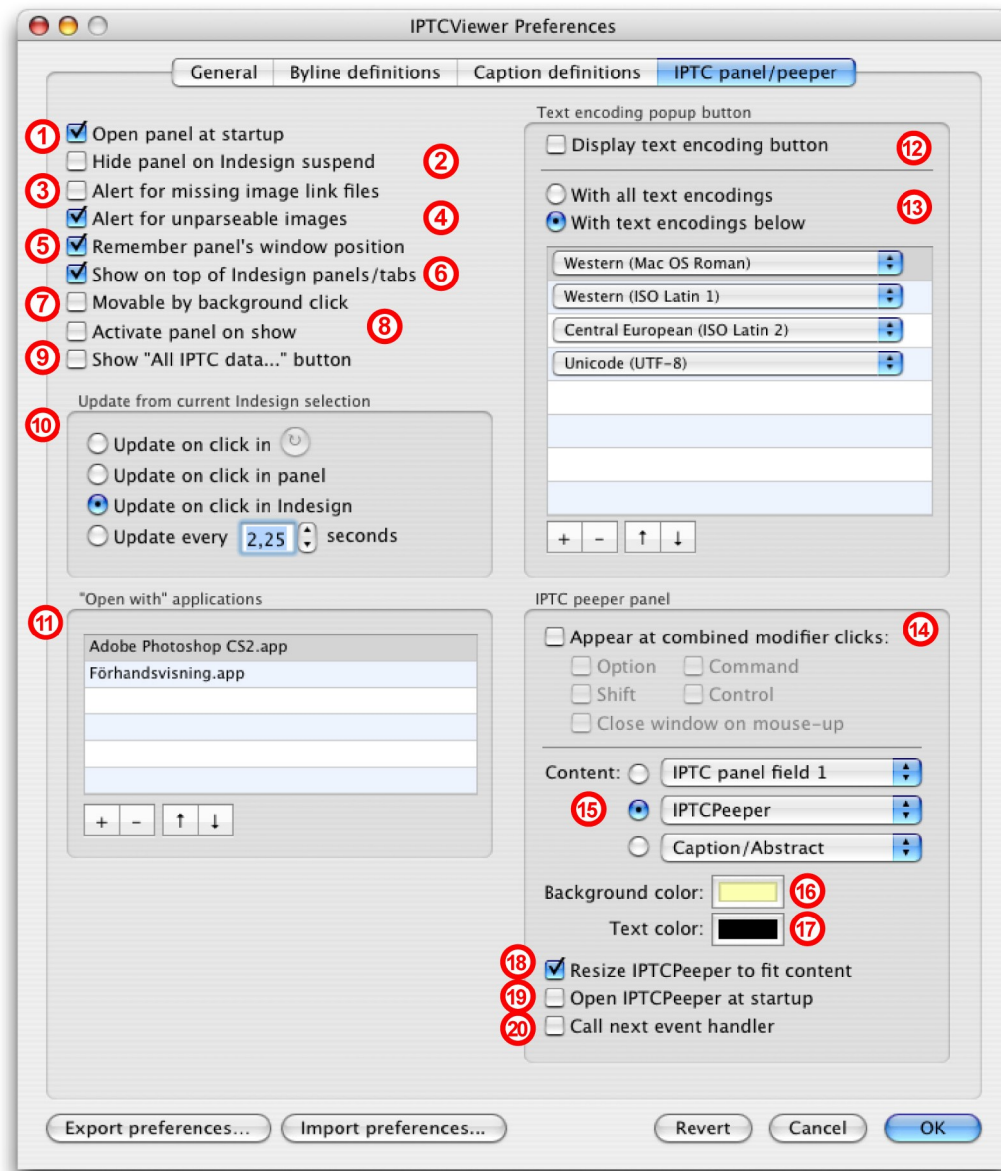 IPTCViewer Preferences
General Byline definitions Caption definitions IPTC panel/peeper
1 Open panel at startup
Hide panel on Indesign suspend 2
3 Alert for missing image link files
Alert for unparseable images 4
5 Remember panel's window position
Show on top of Indesign panels/tabs 6
7 Movable by background click
Activate panel on show 8
9 Show "All IPTC data..." button
Update from current Indesign selection
10
Update on click in ↻
Update on click in panel
Update on click in Indesign
Update every 2,25 seconds
"Open with" applications
11
Adobe Photoshop CS2.app
Förhandsvisning.app
+ - ↑ ↓
Text encoding popup button
Display text encoding button 12
With all text encodings
13
With text encodings below
Western (Mac OS Roman)
Western (ISO Latin 1)
Central European (ISO Latin 2)
Unicode (UTF-8)
+ - ↑ ↓
IPTC peeper panel
Appear at combined modifier clicks: 14
Option Command
Shift Control
Close window on mouse-up
Content: IPTC panel field 1
15 IPTCPeeper
Caption/Abstract
Background color: 16
Text color: 17
18 Resize IPTCPeeper to fit content
19 Open IPTCPeeper at startup
20 Call next event handler
Export preferences... Import preferences... Revert Cancel OK